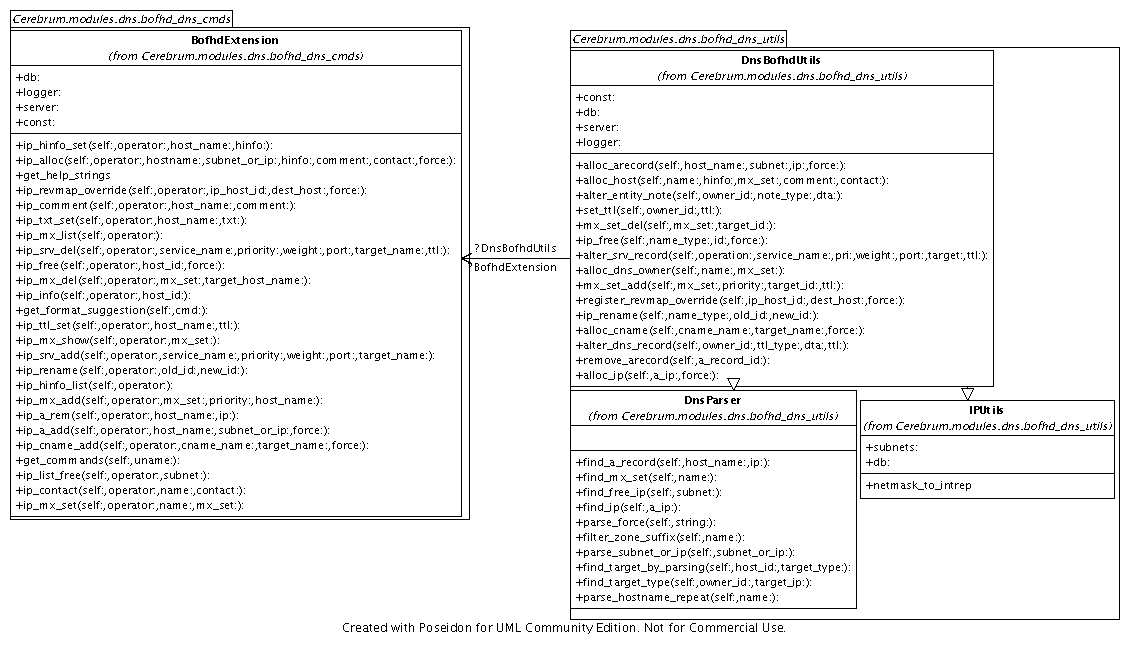 Cerebrum.modules.dns.bofhd_dns_cmds
BofhdExtension
(from Cerebrum.modules.dns.bofhd_dns_cmds)
+db:
+logger:
+server:
+const:
+ip_hinfo_set(self:,operator:,host_name:,hinfo:):
+ip_alloc(self:,operator:,hostname:,subnet_or_ip:,hinfo:,comment:,contact:,force:):
+get_help_strings
+ip_revmap_override(self:,operator:,ip_host_id:,dest_host:,force:):
+ip_comment(self:,operator:,host_name:,comment:):
+ip_txt_set(self:,operator:,host_name:,txt:):
+ip_mx_list(self:,operator:):
+ip_srv_del(self:,operator:,service_name:,priority:,weight:,port:,target_name:,ttl:):
+ip_free(self:,operator:,host_id:,force:):
+ip_mx_del(self:,operator:,mx_set:,target_host_name:):
+ip_info(self:,operator:,host_id:):
+get_format_suggestion(self:,cmd:):
+ip_ttl_set(self:,operator:,host_name:,ttl:):
+ip_mx_show(self:,operator:,mx_set:):
+ip_srv_add(self:,operator:,service_name:,priority:,weight:,port:,target_name:):
+ip_rename(self:,operator:,old_id:,new_id:):
+ip_hinfo_list(self:,operator:):
+ip_mx_add(self:,operator:,mx_set:,priority:,host_name:):
+ip_a_rem(self:,operator:,host_name:,ip:):
+ip_a_add(self:,operator:,host_name:,subnet_or_ip:,force:):
+ip_cname_add(self:,operator:,cname_name:,target_name:,force:):
+get_commands(self:,uname:):
+ip_list_free(self:,operator:,subnet:):
+ip_contact(self:,operator:,name:,contact:):
+ip_mx_set(self:,operator:,name:,mx_set:):
?DnsBofhdUtils
?BofhdExtension
Cerebrum.modules.dns.bofhd_dns_utils
DnsBofhdUtils
(from Cerebrum.modules.dns.bofhd_dns_utils)
+const:
+db:
+server:
+logger:
+alloc_arecord(self:,host_name:,subnet:,ip:,force:):
+alloc_host(self:,name:,hinfo:,mx_set:,comment:,contact:):
+alter_entity_note(self:,owner_id:,note_type:,dta:):
+set_ttl(self:,owner_id:,ttl:):
+mx_set_del(self:,mx_set:,target_id:):
+ip_free(self:,name_type:,id:,force:):
+alter_srv_record(self:,operation:,service_name:,pri:,weight:,port:,target:,ttl:):
+alloc_dns_owner(self:,name:,mx_set:):
+mx_set_add(self:,mx_set:,priority:,target_id:,ttl:):
+register_revmap_override(self:,ip_host_id:,dest_host:,force:):
+ip_rename(self:,name_type:,old_id:,new_id:):
+alloc_cname(self:,cname_name:,target_name:,force:):
+alter_dns_record(self:,owner_id:,ttl_type:,dta:,ttl:):
+remove_arecord(self:,a_record_id:):
+alloc_ip(self:,a_ip:,force:):
DnsParser
(from Cerebrum.modules.dns.bofhd_dns_utils)
+find_a_record(self:,host_name:,ip:):
+find_mx_set(self:,name:):
+find_free_ip(self:,subnet:):
+find_ip(self:,a_ip:):
+parse_force(self:,string:):
+filter_zone_suffix(self:,name:):
+parse_subnet_or_ip(self:,subnet_or_ip:):
+find_target_by_parsing(self:,host_id:,target_type:):
+find_target_type(self:,owner_id:,target_ip:):
+parse_hostname_repeat(self:,name:):
IPUtils
(from Cerebrum.modules.dns.bofhd_dns_utils)
+subnets:
+db:
+netmask_to_intrep
Created with Poseidon for UML Community Edition. Not for Commercial Use.